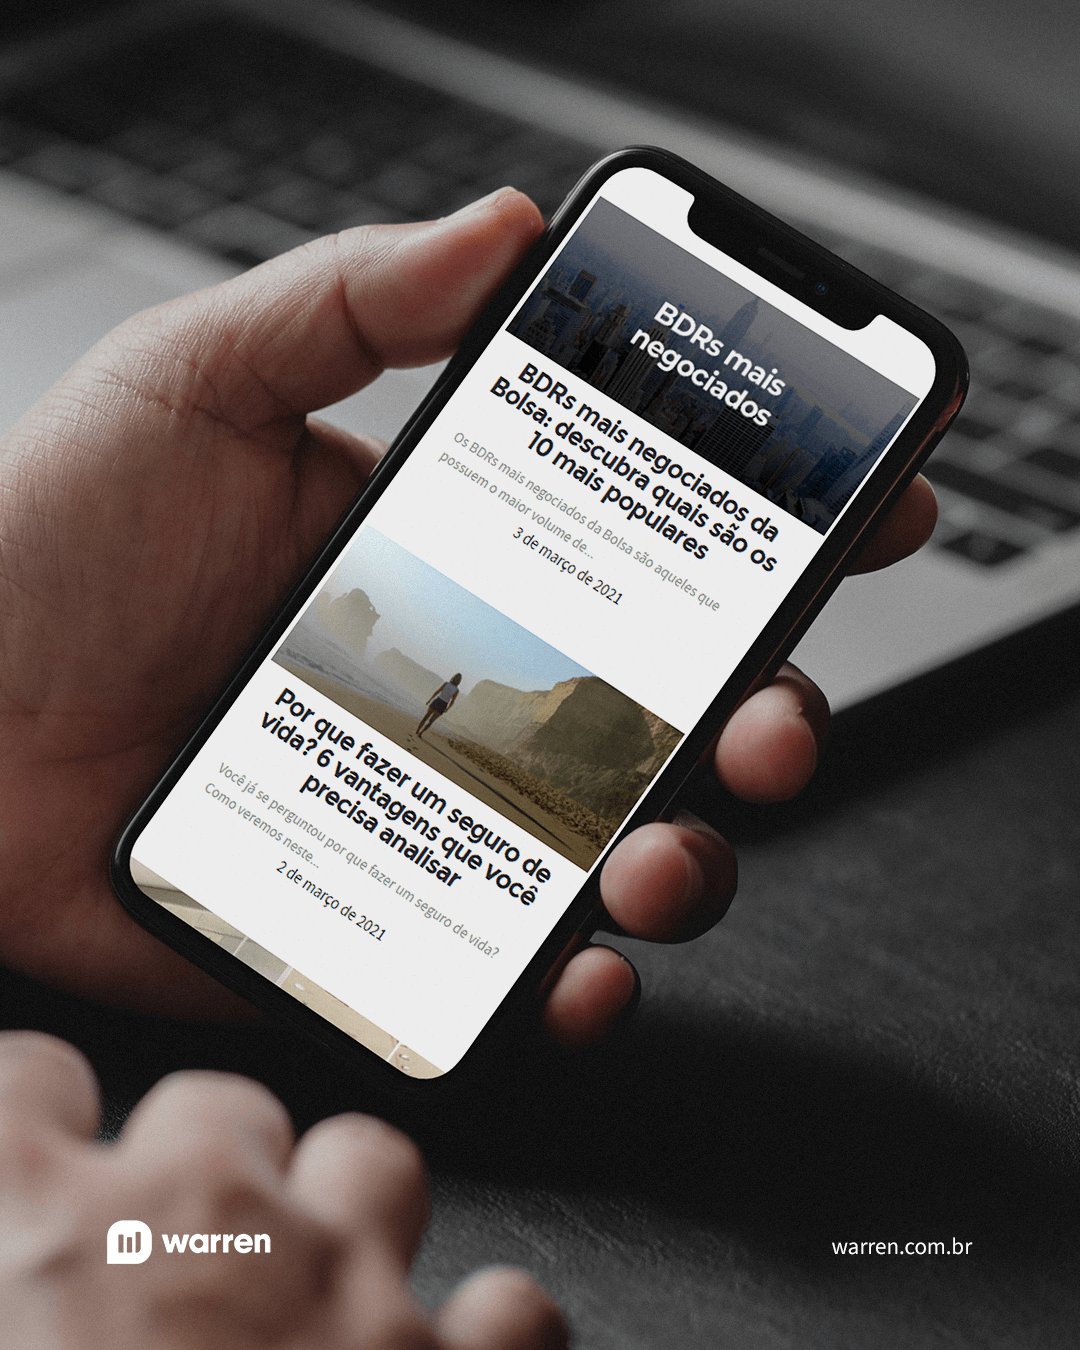 BDRs mais
negociados
BDRs mais negociados da
Bolsa: descubra quais são os
10 mais populares
Os BDRs mais negociados da Bolsa são aqueles que
possuem o maior volume de...
3 de março de 2021
Por que fazer um seguro de
vida? 6 vantagens que você
precisa analisar
Você já se perguntou por que fazer um seguro de vida?
Como veremos neste...
2 de março de 2021
warren
warren.com.br